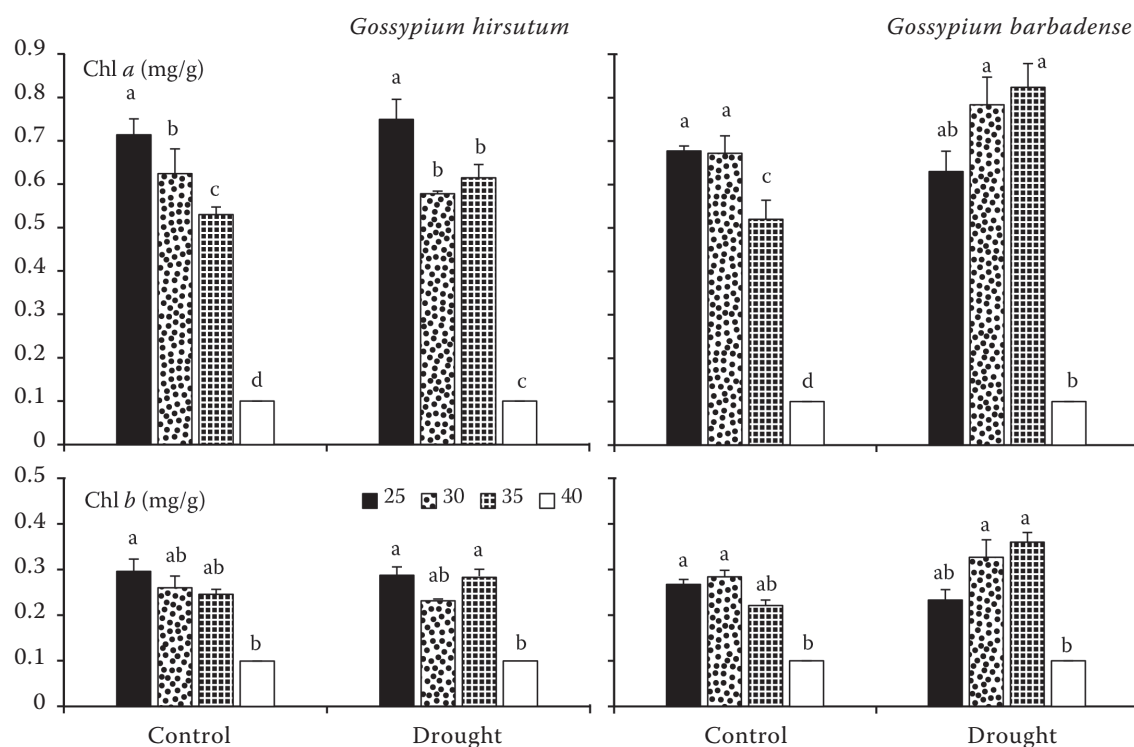 Gossypium hirsutum
Gossypium barbadense
0.9
Chl a (mg/g)
0.8
0.7
0.6
0.5
0.4
0.3
0.2
0.1
0
a
b
c
d
a
b
b
c
a
a
c
d
ab
a
a
b
0.5
Chl b (mg/g)
25 30 35 40
0.4
0.3
0.2
0.1
0
a
ab
ab
b
a
ab
a
b
a
a
ab
b
ab
a
a
b
Control
Drought
Control
Drought